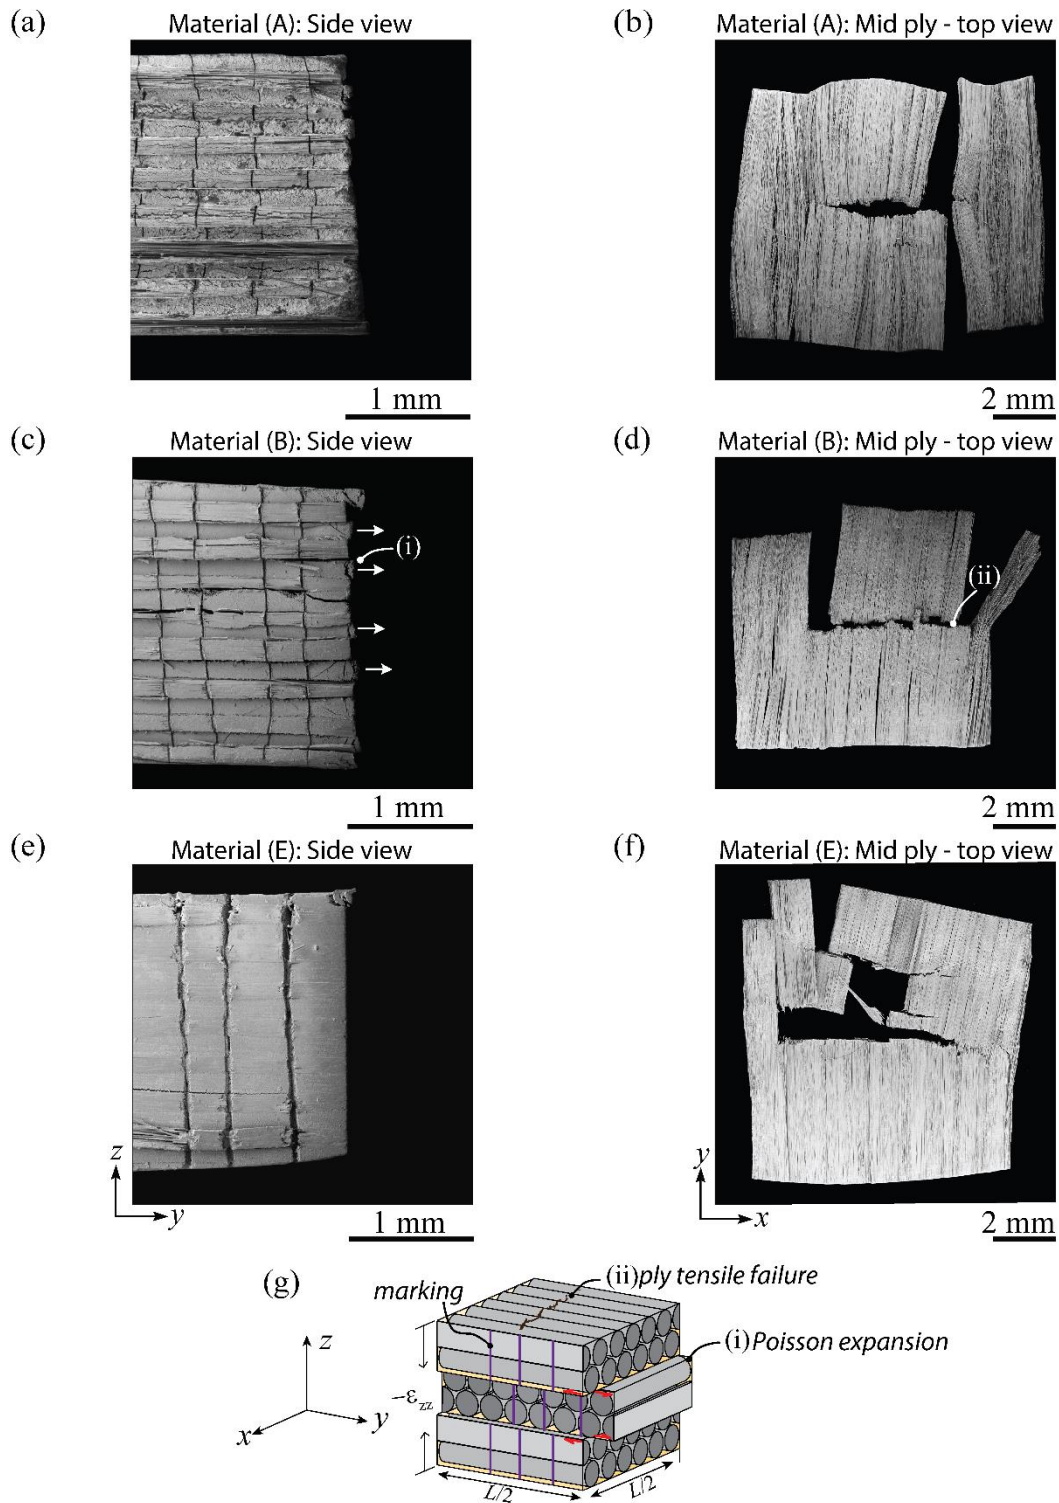 (a)
Material (A): Side view
1 mm
(b)
Material (A): Mid ply - top view
2 mm
(c)
Material (B): Side view
(i)
1 mm
(d)
Material (B): Mid ply - top view
(ii)
2 mm
(e)
Material (E): Side view
z
y
1 mm
(f)
Material (E): Mid ply - top view
y
x
2 mm
(g)
marking
(ii) ply tensile failure
(i) Poisson expansion
z
x
y
-εzz
L/2
L/2